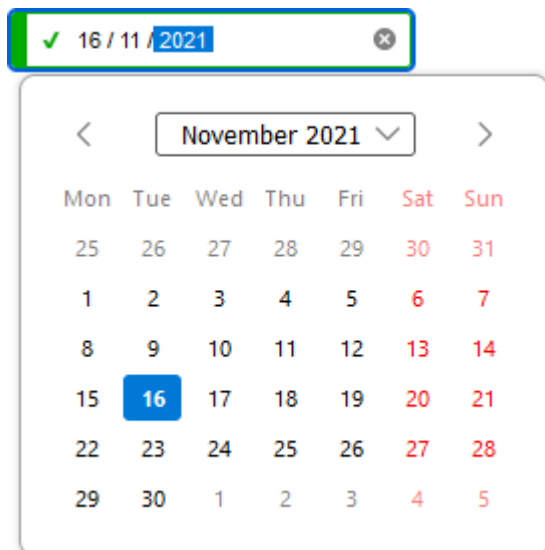 16 / 11 / 2021
November 2021
Mon Tue Wed Thu Fri Sat Sun
25 26 27 28 29 30 31
1 2 3 4 5 6 7
8 9 10 11 12 13 14
15 16 17 18 19 20 21
22 23 24 25 26 27 28
29 30 1 2 3 4 5